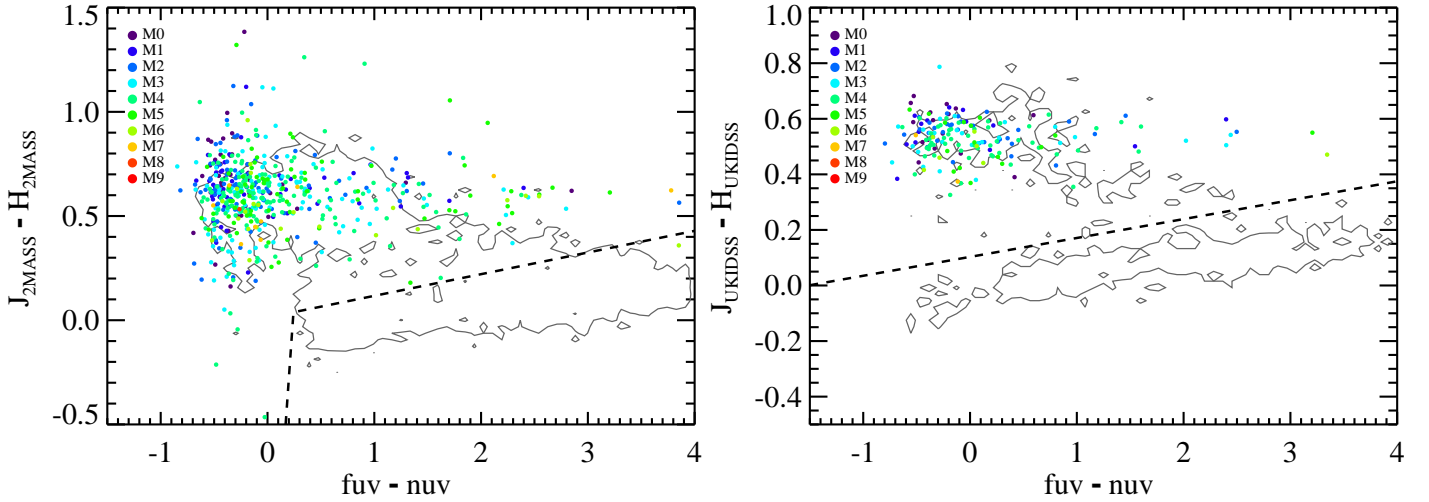 1.5
1.0
0.5
0.0
-0.5
J2MASS - H2MASS
M0
M1
M2
M3
M4
M5
M6
M7
M8
M9
-1 0 1 2 3 4
fuv - nuv
1.0
0.8
0.6
0.4
0.2
0.0
-0.2
-0.4
JUKIDSS - HUKIDSS
M0
M1
M2
M3
M4
M5
M6
M7
M8
M9
-1 0 1 2 3 4
fuv - nuv